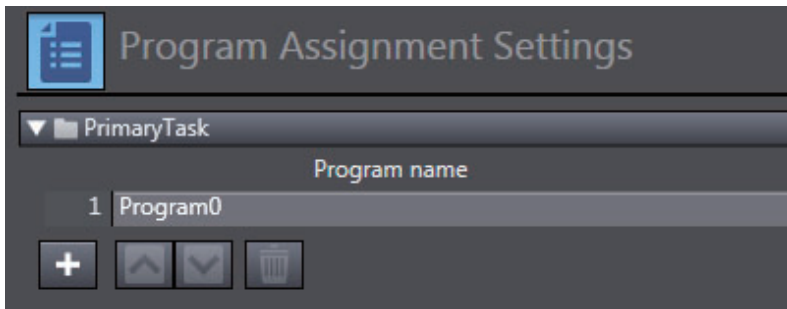 Program Assignment Settings
PrimaryTask
Program name
1 Program0